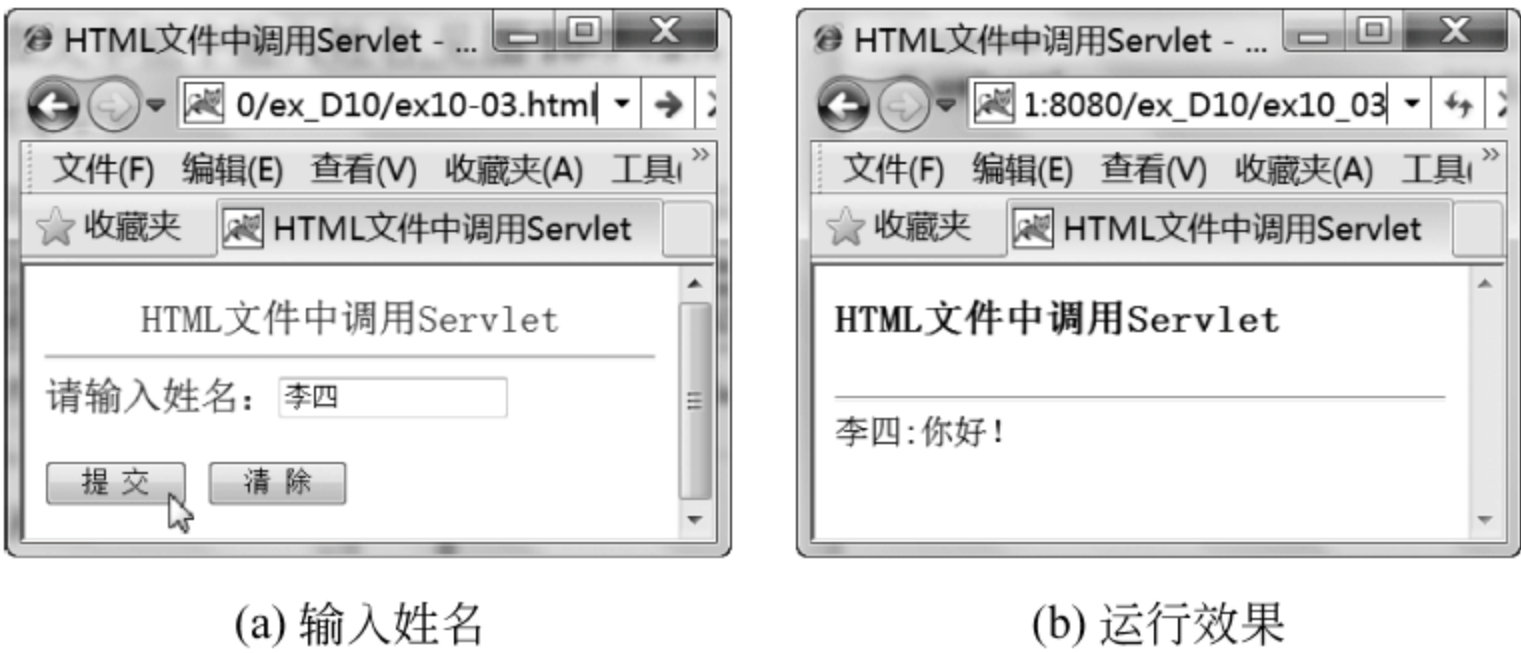 HTML文件中调用Servlet - ...
0/ex_D10/ex10-03.html
文件(F) 编辑(E) 查看(V) 收藏夹(A) 工具(
收藏夹 HTML文件中调用Servlet
HTML文件中调用Servlet
请输入姓名: 李四
提 交 清 除
(a) 输入姓名
HTML文件中调用Servlet - ...
1:8080/ex_D10/ex10_03
文件(F) 编辑(E) 查看(V) 收藏夹(A) 工具(
收藏夹 HTML文件中调用Servlet
HTML文件中调用Servlet
李四:你好!
(b) 运行效果